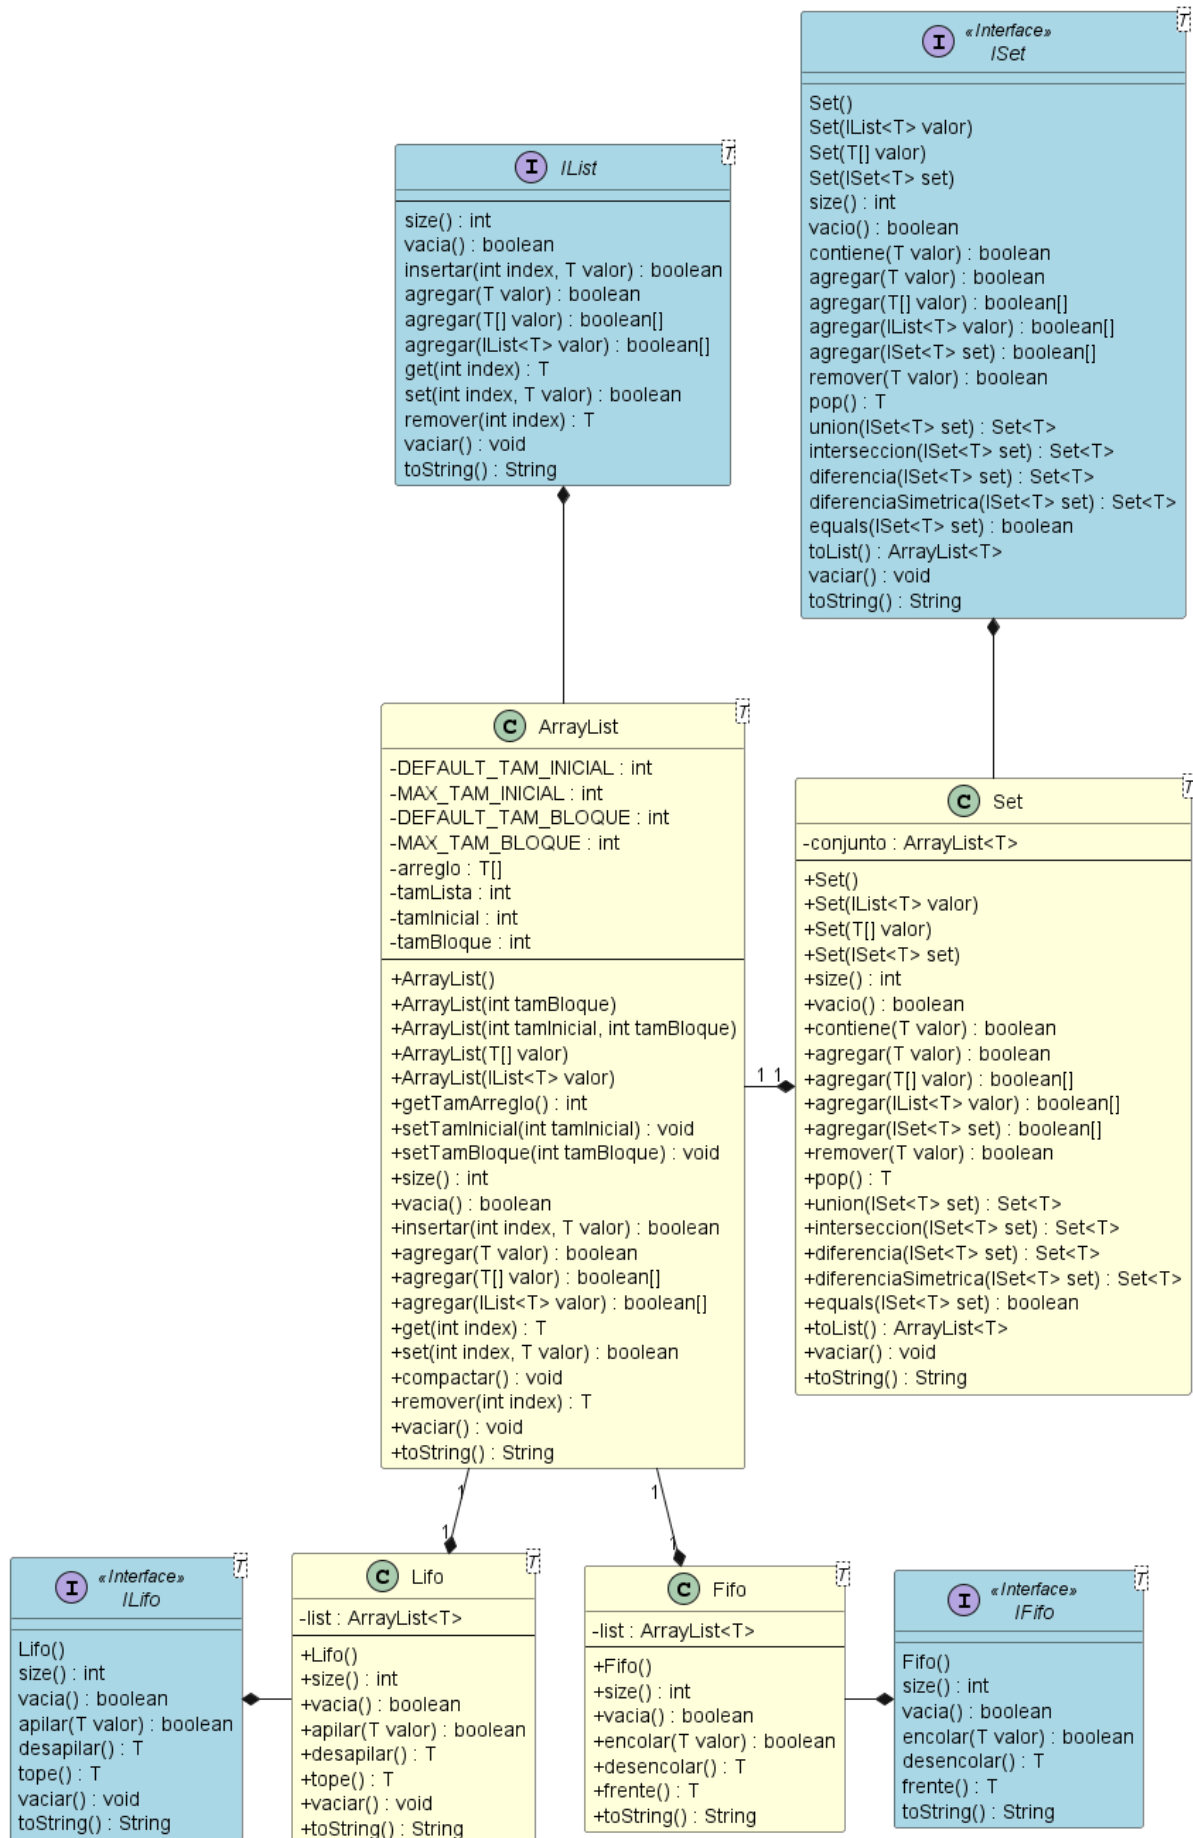 T
«Interface»
I
ISet
Set()
Set(IList<T> valor)
Set(T[] valor)
Set(ISet<T> set)
size() : int
vacio() : boolean
contiene(T valor) : boolean
agregar(T valor) : boolean
agregar(T[] valor) : boolean[]
agregar(IList<T> valor) : boolean[]
agregar(ISet<T> set) : boolean[]
remover(T valor) : boolean
pop() : T
union(ISet<T> set) : Set<T>
interseccion(ISet<T> set) : Set<T>
diferencia(ISet<T> set) : Set<T>
diferenciaSimetrica(ISet<T> set) : Set<T>
equals(ISet<T> set) : boolean
toList() : ArrayList<T>
vaciar() : void
toString() : String
T
I IList
size() : int
vacia() : boolean
insertar(int index, T valor) : boolean
agregar(T valor) : boolean
agregar(T[] valor) : boolean[]
agregar(IList<T> valor) : boolean[]
get(int index) : T
set(int index, T valor) : boolean
remover(int index) : T
vaciar() : void
toString() : String
T
C ArrayList
-DEFAULT_TAM_INICIAL : int
-MAX_TAM_INICIAL : int
-DEFAULT_TAM_BLOQUE : int
-MAX_TAM_BLOQUE : int
-arreglo : T[]
-tamLista : int
-tamInicial : int
-tamBloque : int
+ArrayList()
+ArrayList(int tamBloque)
+ArrayList(int tamInicial, int tamBloque)
+ArrayList(T[] valor)
+ArrayList(IList<T> valor)
+getTamArreglo() : int
+setTamInicial(int tamInicial) : void
+setTamBloque(int tamBloque) : void
+size() : int
+vacia() : boolean
+insertar(int index, T valor) : boolean
+agregar(T valor) : boolean
+agregar(T[] valor) : boolean[]
+agregar(IList<T> valor) : boolean[]
+get(int index) : T
+set(int index, T valor) : boolean
+compactar() : void
+remover(int index) : T
+vaciar() : void
+toString() : String
1 1
T
C Set
-conjunto : ArrayList<T>
+Set()
+Set(IList<T> valor)
+Set(T[] valor)
+Set(ISet<T> set)
+size() : int
+vacio() : boolean
+contiene(T valor) : boolean
+agregar(T valor) : boolean
+agregar(T[] valor) : boolean[]
+agregar(IList<T> valor) : boolean[]
+agregar(ISet<T> set) : boolean[]
+remover(T valor) : boolean
+pop() : T
+union(ISet<T> set) : Set<T>
+interseccion(ISet<T> set) : Set<T>
+diferencia(ISet<T> set) : Set<T>
+diferenciaSimetrica(ISet<T> set) : Set<T>
+equals(ISet<T> set) : boolean
+toList() : ArrayList<T>
+vaciar() : void
+toString() : String
1
1
1
1
T
«Interface»
I
ILifo
Lifo()
size() : int
vacia() : boolean
apilar(T valor) : boolean
desapilar() : T
tope() : T
vaciar() : void
toString() : String
T
C Lifo
-list : ArrayList<T>
+Lifo()
+size() : int
+vacia() : boolean
+apilar(T valor) : boolean
+desapilar() : T
+tope() : T
+vaciar() : void
+toString() : String
T
C Fifo
-list : ArrayList<T>
+Fifo()
+size() : int
+vacia() : boolean
+encolar(T valor) : boolean
+desencolar() : T
+frente() : T
+toString() : String
T
«Interface»
I
IFifo
Fifo()
size() : int
vacia() : boolean
encolar(T valor) : boolean
desencolar() : T
frente() : T
toString() : String